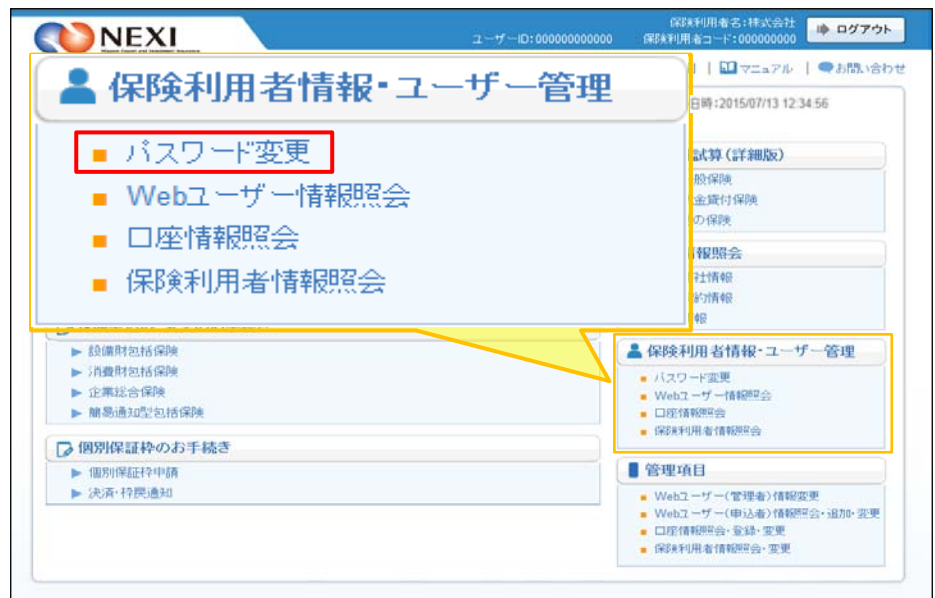 NEXI
Nippon Export and Investment Insurance
ユーザーID:000000000000
保険利用者名:株式会社
保険利用者コード:000000000
ログアウト
| マニュアル | お問い合わせ
日時:2015/07/13 12:34:56
保険利用者情報・ユーザー管理
パスワード変更
Webユーザー情報照会
口座情報照会
保険利用者情報照会
試算(詳細版)
般保険
金貸付保険
の保険
情報照会
社情報
約情報
報
設備財包括保険
消費財包括保険
企業総合保険
簡易通知型包括保険
個別保証枠のお手続き
個別保証枠申請
決済・枠戻通知
保険利用者情報・ユーザー管理
パスワード変更
Webユーザー情報照会
口座情報照会
保険利用者情報照会
管理項目
Webユーザー(管理者)情報変更
Webユーザー(申込者)情報照会・追加・変更
口座情報照会・登録・変更
保険利用者情報照会・変更